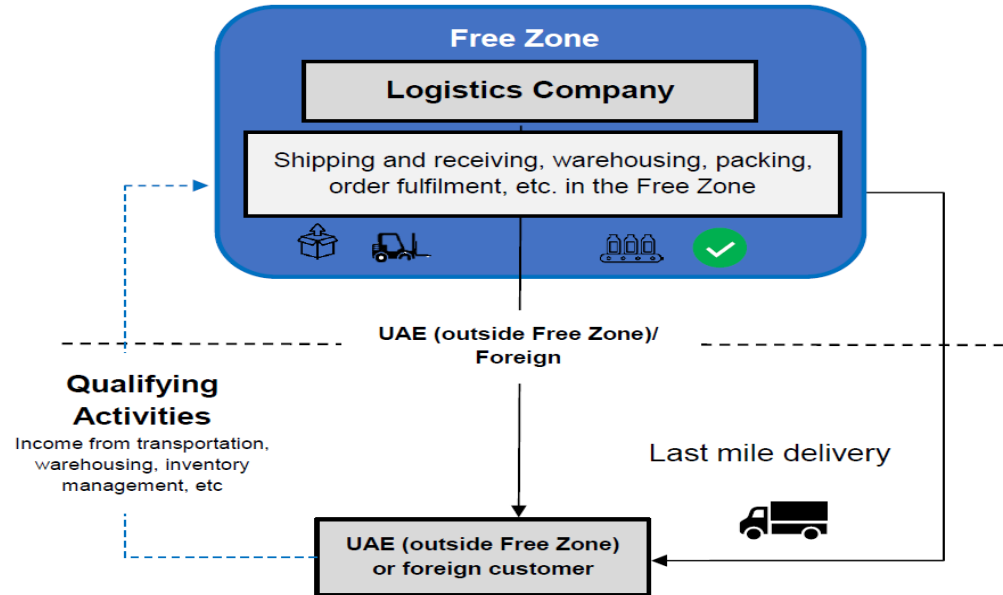 Free Zone
Logistics Company
Shipping and receiving, warehousing, packing,
order fulfilment, etc. in the Free Zone
UAE (outside Free Zone)/
Foreign
Qualifying
Activities
Income from transportation,
warehousing, inventory
management, etc
Last mile delivery
UAE (outside Free Zone)
or foreign customer